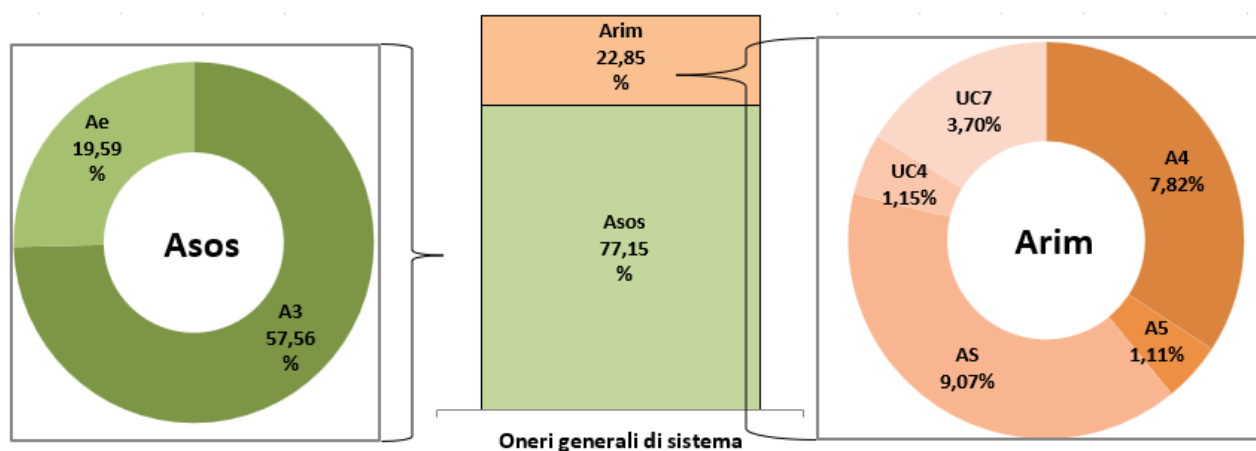 Ae
19,59
%
Asos
A3
57,56
%
Arim
22,85
%
Asos
77,15
%
Oneri generali di sistema
UC7
3,70%
A4
7,82%
UC4
1,15%
Arim
A5
1,11%
AS
9,07%